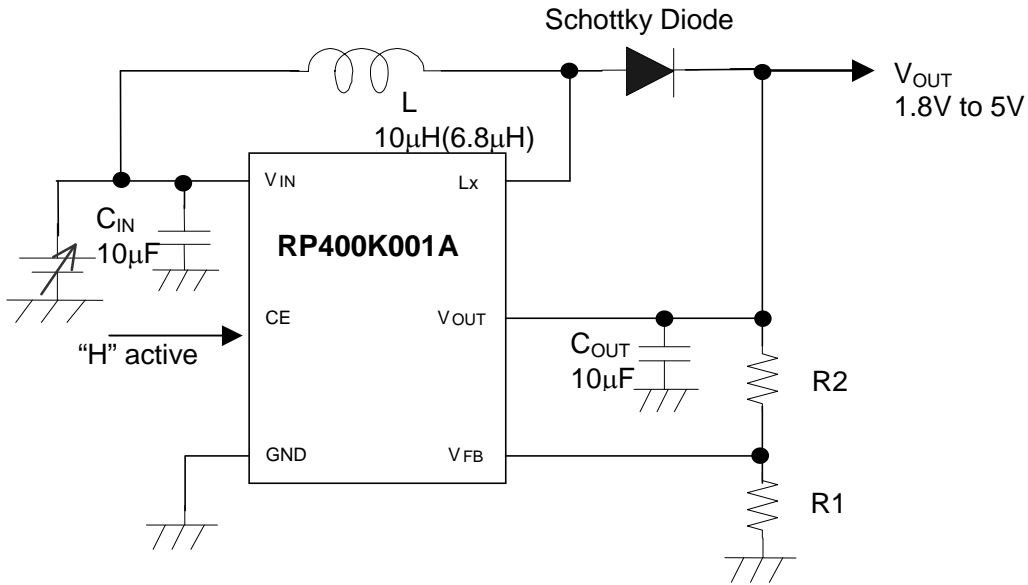 Schottky Diode
VOUT
1.8V to 5V
L
10µH(6.8µH)
VIN
Lx
CIN
10µF
RP400K001A
CE
VOUT
“H” active
COUT
10µF
R2
GND
VFB
R1